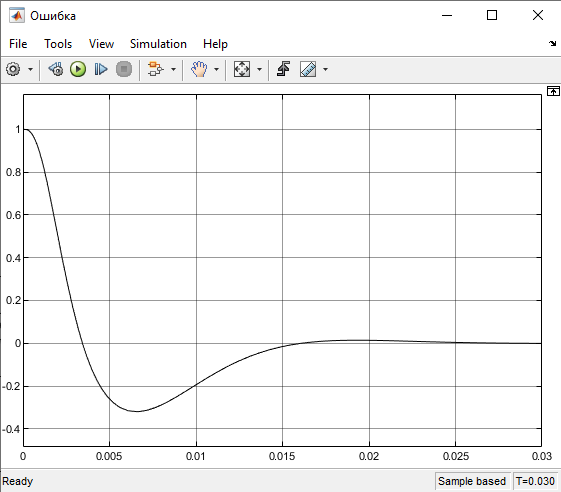 Ошибка
File Tools View Simulation Help
1
0.8
0.6
0.4
0.2
0
-0.2
-0.4
0 0.005 0.01 0.015 0.02 0.025 0.03
Ready Sample based T=0.030